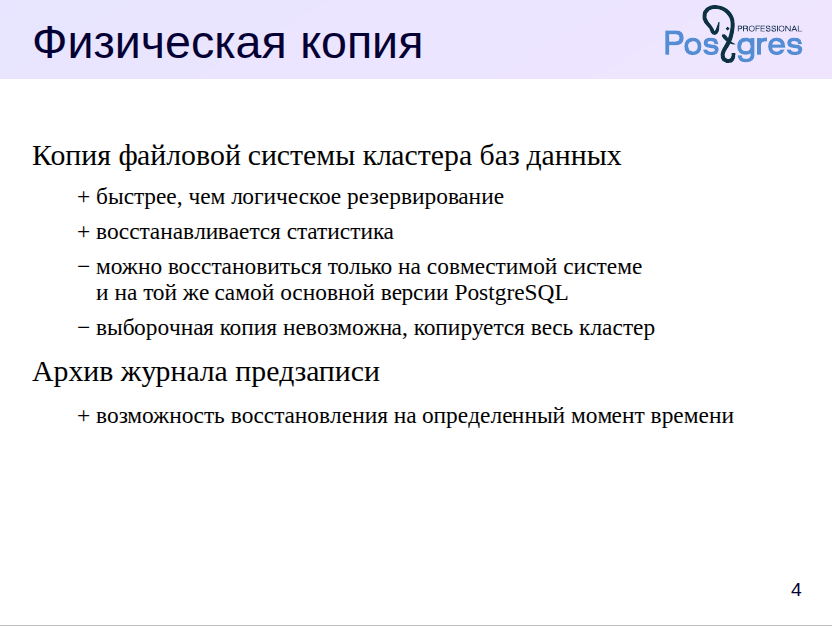 Физическая копия
PROFESSIONAL
Postgres
Копия файловой системы кластера баз данных
+ быстрее, чем логическое резервирование
+ восстанавливается статистика
− можно восстановиться только на совместимой системе
и на той же самой основной версии PostgreSQL
− выборочная копия невозможна, копируется весь кластер
Архив журнала предзаписи
+ возможность восстановления на определенный момент времени
4